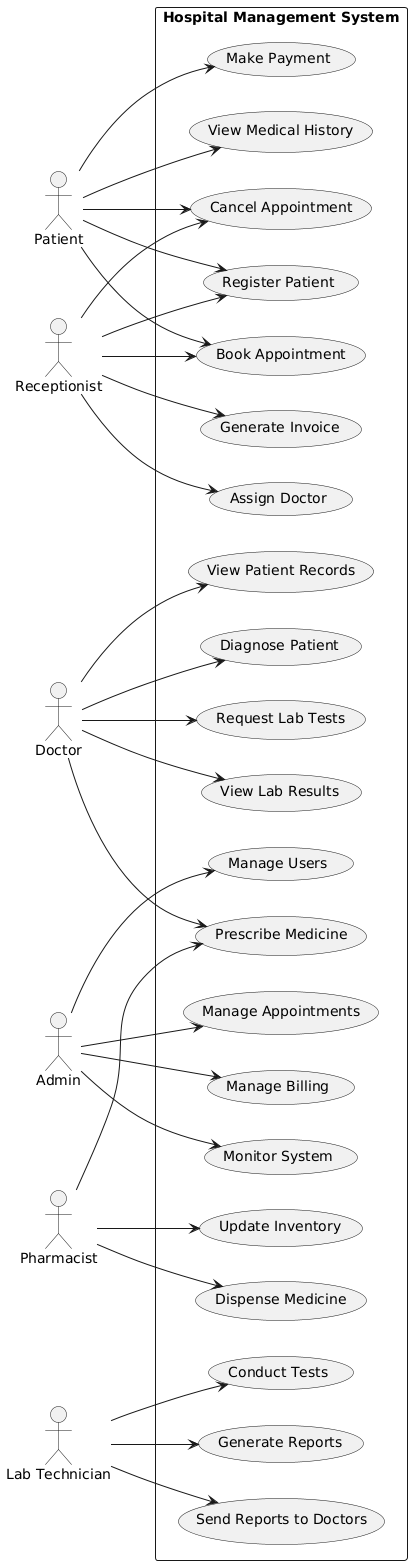 Hospital Management System
Make Payment
View Medical History
Patient
Cancel Appointment
Register Patient
Receptionist
Book Appointment
Generate Invoice
Assign Doctor
View Patient Records
Diagnose Patient
Doctor
Request Lab Tests
View Lab Results
Manage Users
Prescribe Medicine
Manage Appointments
Admin
Manage Billing
Monitor System
Pharmacist
Update Inventory
Dispense Medicine
Conduct Tests
Lab Technician
Generate Reports
Send Reports to Doctors